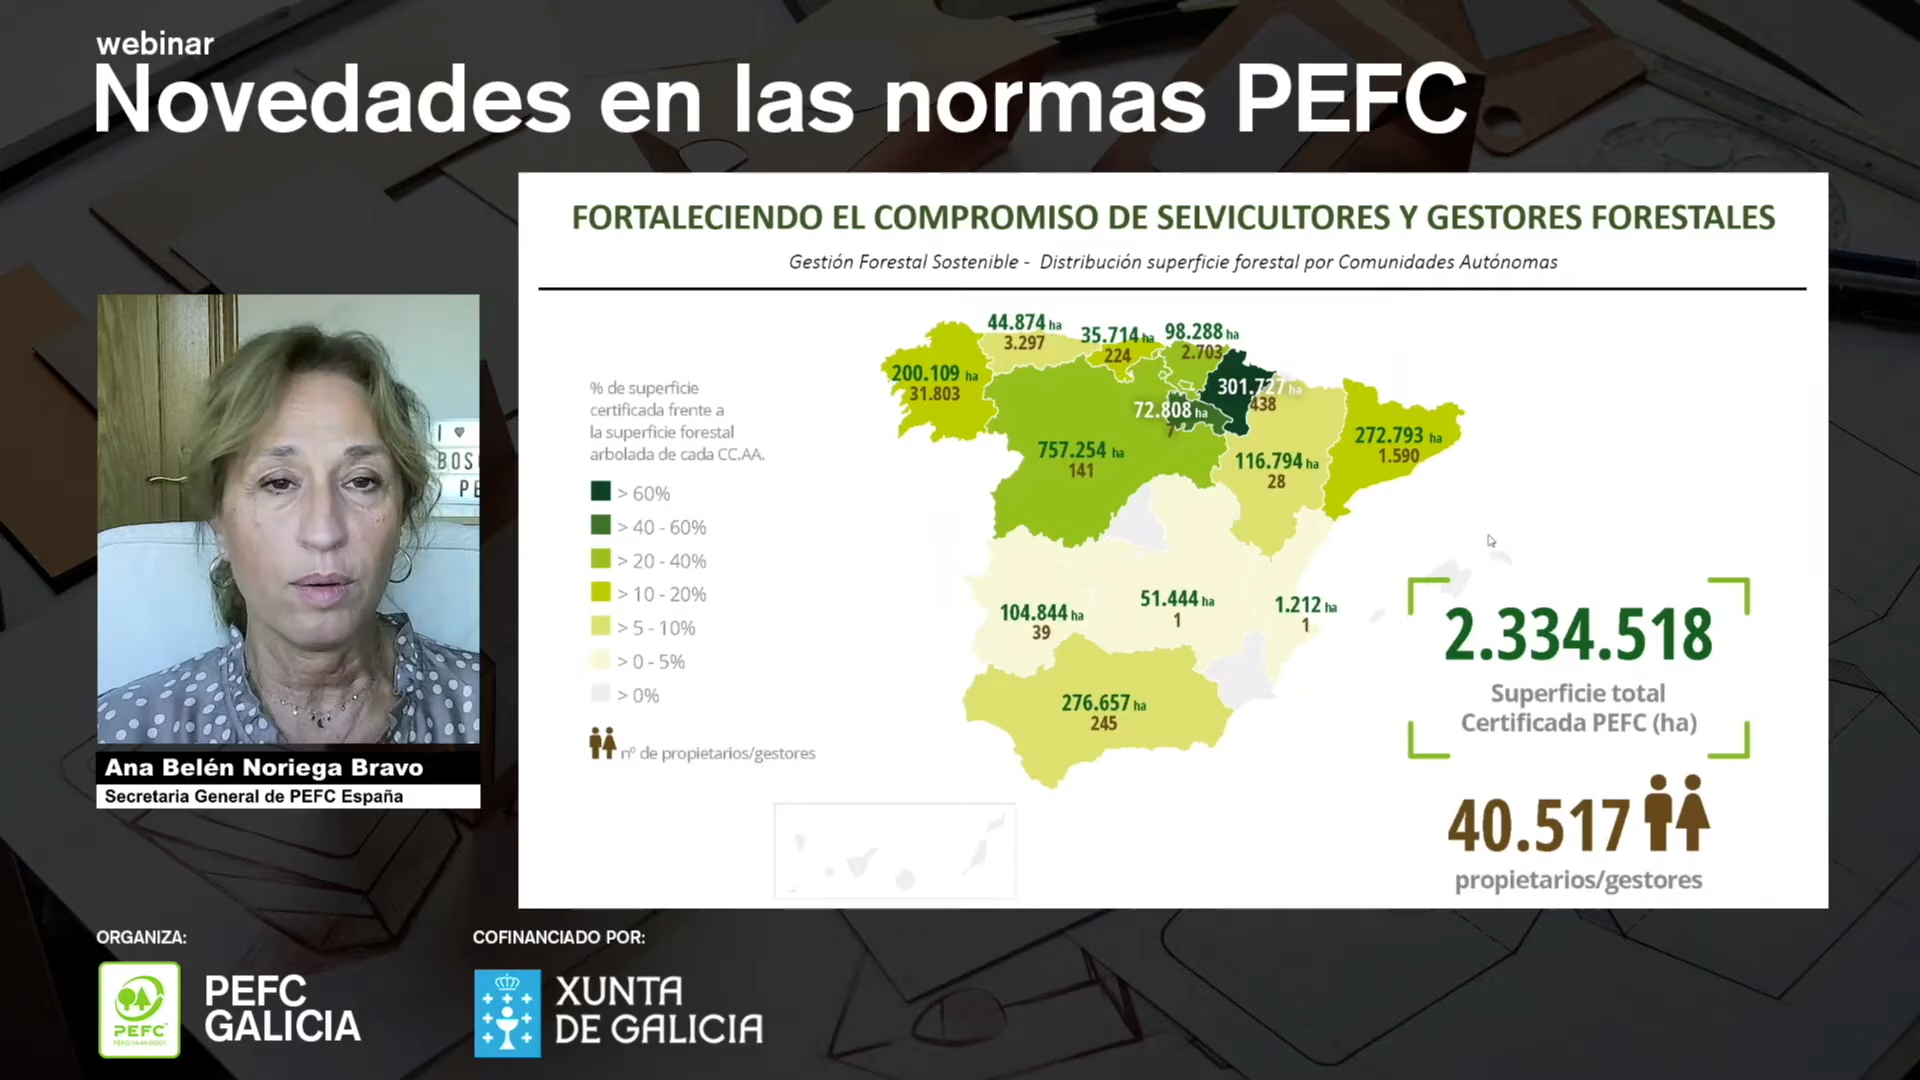 webinar
Novedades en las normas PEFC
FORTALECIENDO EL COMPROMISO DE SELVICULTORES Y GESTORES FORESTALES
Gestión Forestal Sostenible - Distribución superficie forestal por Comunidades Autónomas
% de superficie
certificada frente a
la superficie forestal
arbolada de cada CC.AA.
> 60%
> 40 - 60%
> 20 - 40%
> 10 - 20%
> 5 - 10%
> 0 - 5%
> 0%
nº de propietarios/gestores
44.874 ha
3.297
35.714 ha
224
98.288 ha
2.703
200.109 ha
31.803
301.727 ha
438
72.808 ha
7
757.254 ha
141
116.794 ha
28
272.793 ha
1.590
104.844 ha
39
51.444 ha
1
1.212 ha
1
276.657 ha
245
2.334.518
Superficie total
Certificada PEFC (ha)
40.517
propietarios/gestores
I
BOS
PE
Ana Belén Noriega Bravo
Secretaria General de PEFC España
ORGANIZA:
PEFC
PEFC
GALICIA
COFINANCIADO POR:
XUNTA
DE GALICIA